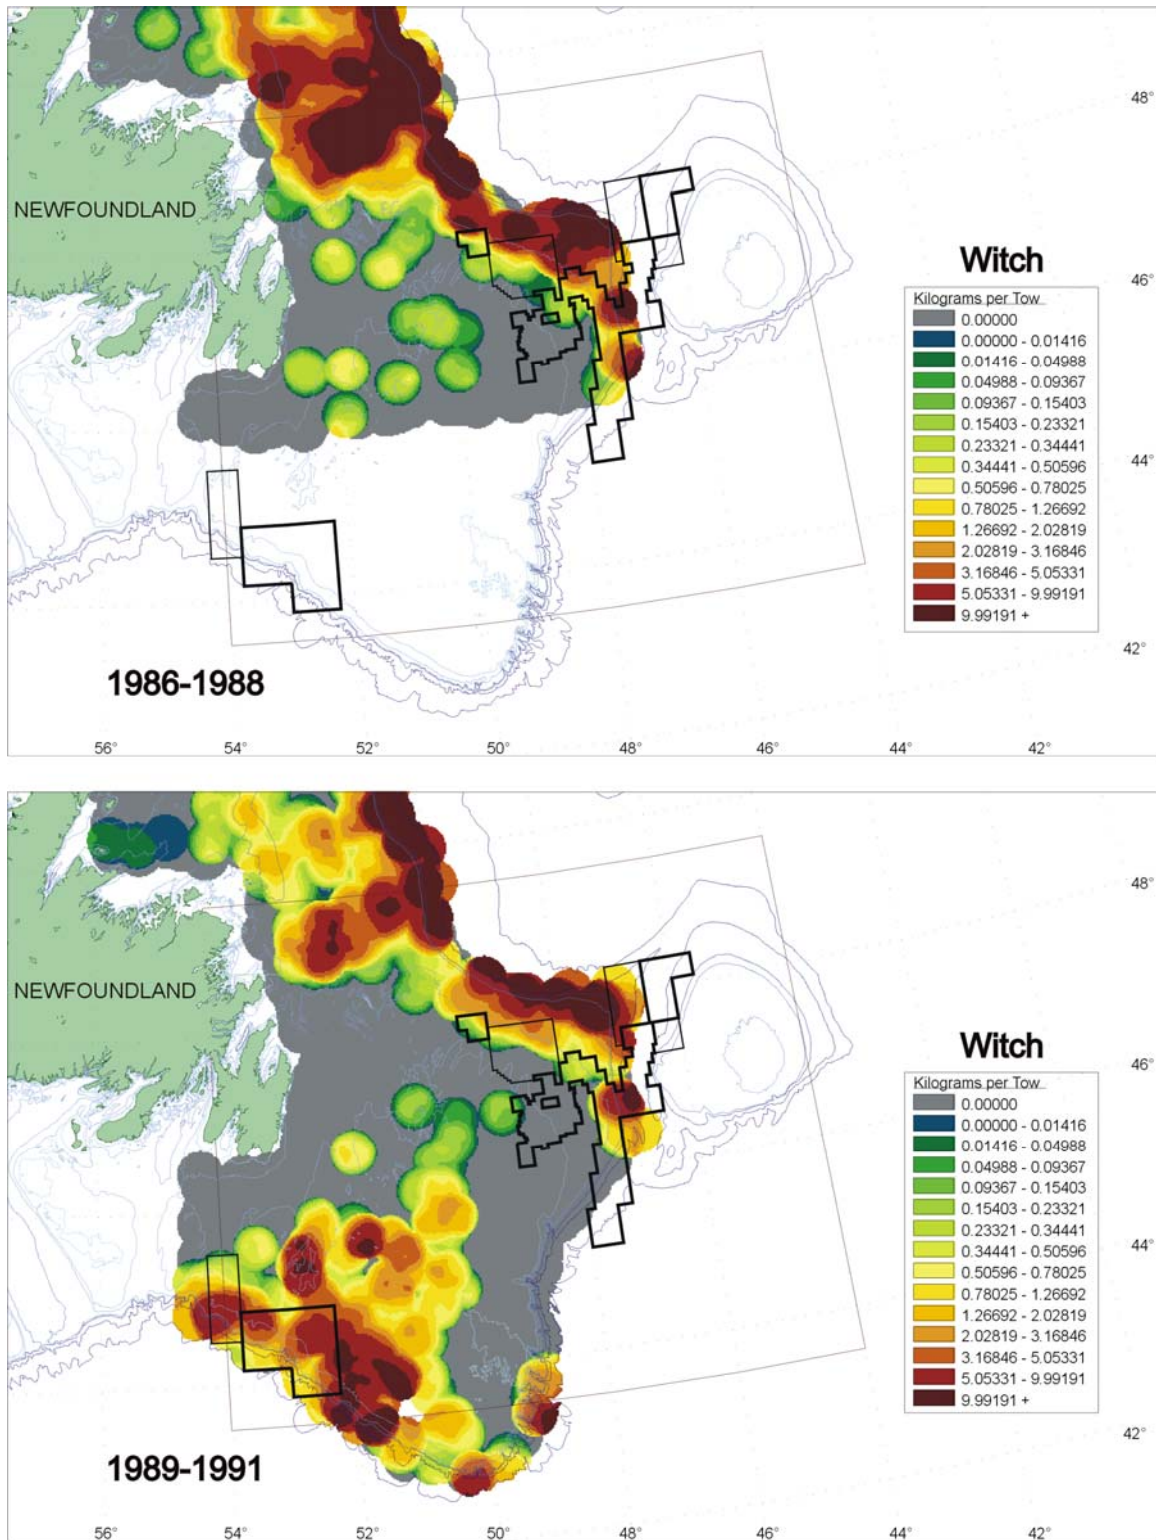 48°
NEWFOUNDLAND
46°
Witch
Kilograms per Tow
0.00000
0.00000 - 0.01416
0.01416 - 0.04988
0.04988 - 0.09367
0.09367 - 0.15403
0.15403 - 0.23321
0.23321 - 0.34441
0.34441 - 0.50596
0.50596 - 0.78025
0.78025 - 1.26692
1.26692 - 2.02819
2.02819 - 3.16846
3.16846 - 5.05331
5.05331 - 9.99191
9.99191 +
44°
42°
1986-1988
56° 54° 52° 50° 48° 46° 44° 42°
48°
NEWFOUNDLAND
46°
Witch
Kilograms per Tow
0.00000
0.00000 - 0.01416
0.01416 - 0.04988
0.04988 - 0.09367
0.09367 - 0.15403
0.15403 - 0.23321
0.23321 - 0.34441
0.34441 - 0.50596
0.50596 - 0.78025
0.78025 - 1.26692
1.26692 - 2.02819
2.02819 - 3.16846
3.16846 - 5.05331
5.05331 - 9.99191
9.99191 +
44°
42°
1989-1991
56° 54° 52° 50° 48° 46° 44° 42°